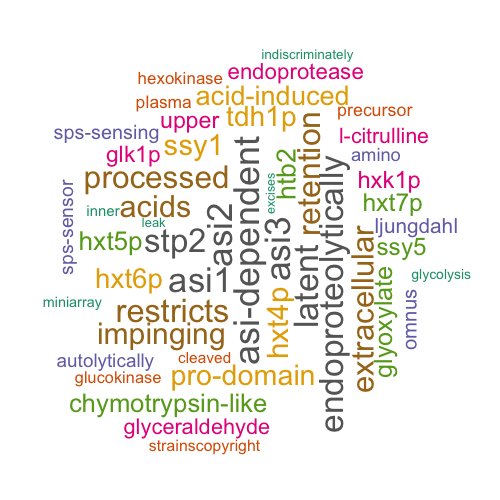 indiscriminately
hexokinase
endoprotease
plasma
acid-induced
precursor
upper
tdh1p
sps-sensing
ssy1
l-citrulline
glk1p
retention
amino
processed
asi-dependent
htb2
endoproteolytically
hxk1p
sps-sensor
inner
acids
asi2
excises
hxt7p
leak
ljungdahl
hxt5p
stp2
asi3
latent
extracellular
ssy5
hxt6p
asi1
hxt4p
glyoxylate
glycolysis
omnus
miniarray
restricts
impinging
autolytically
cleaved
glucokinase
pro-domain
chymotrypsin-like
glyceraldehyde
strainscopyright